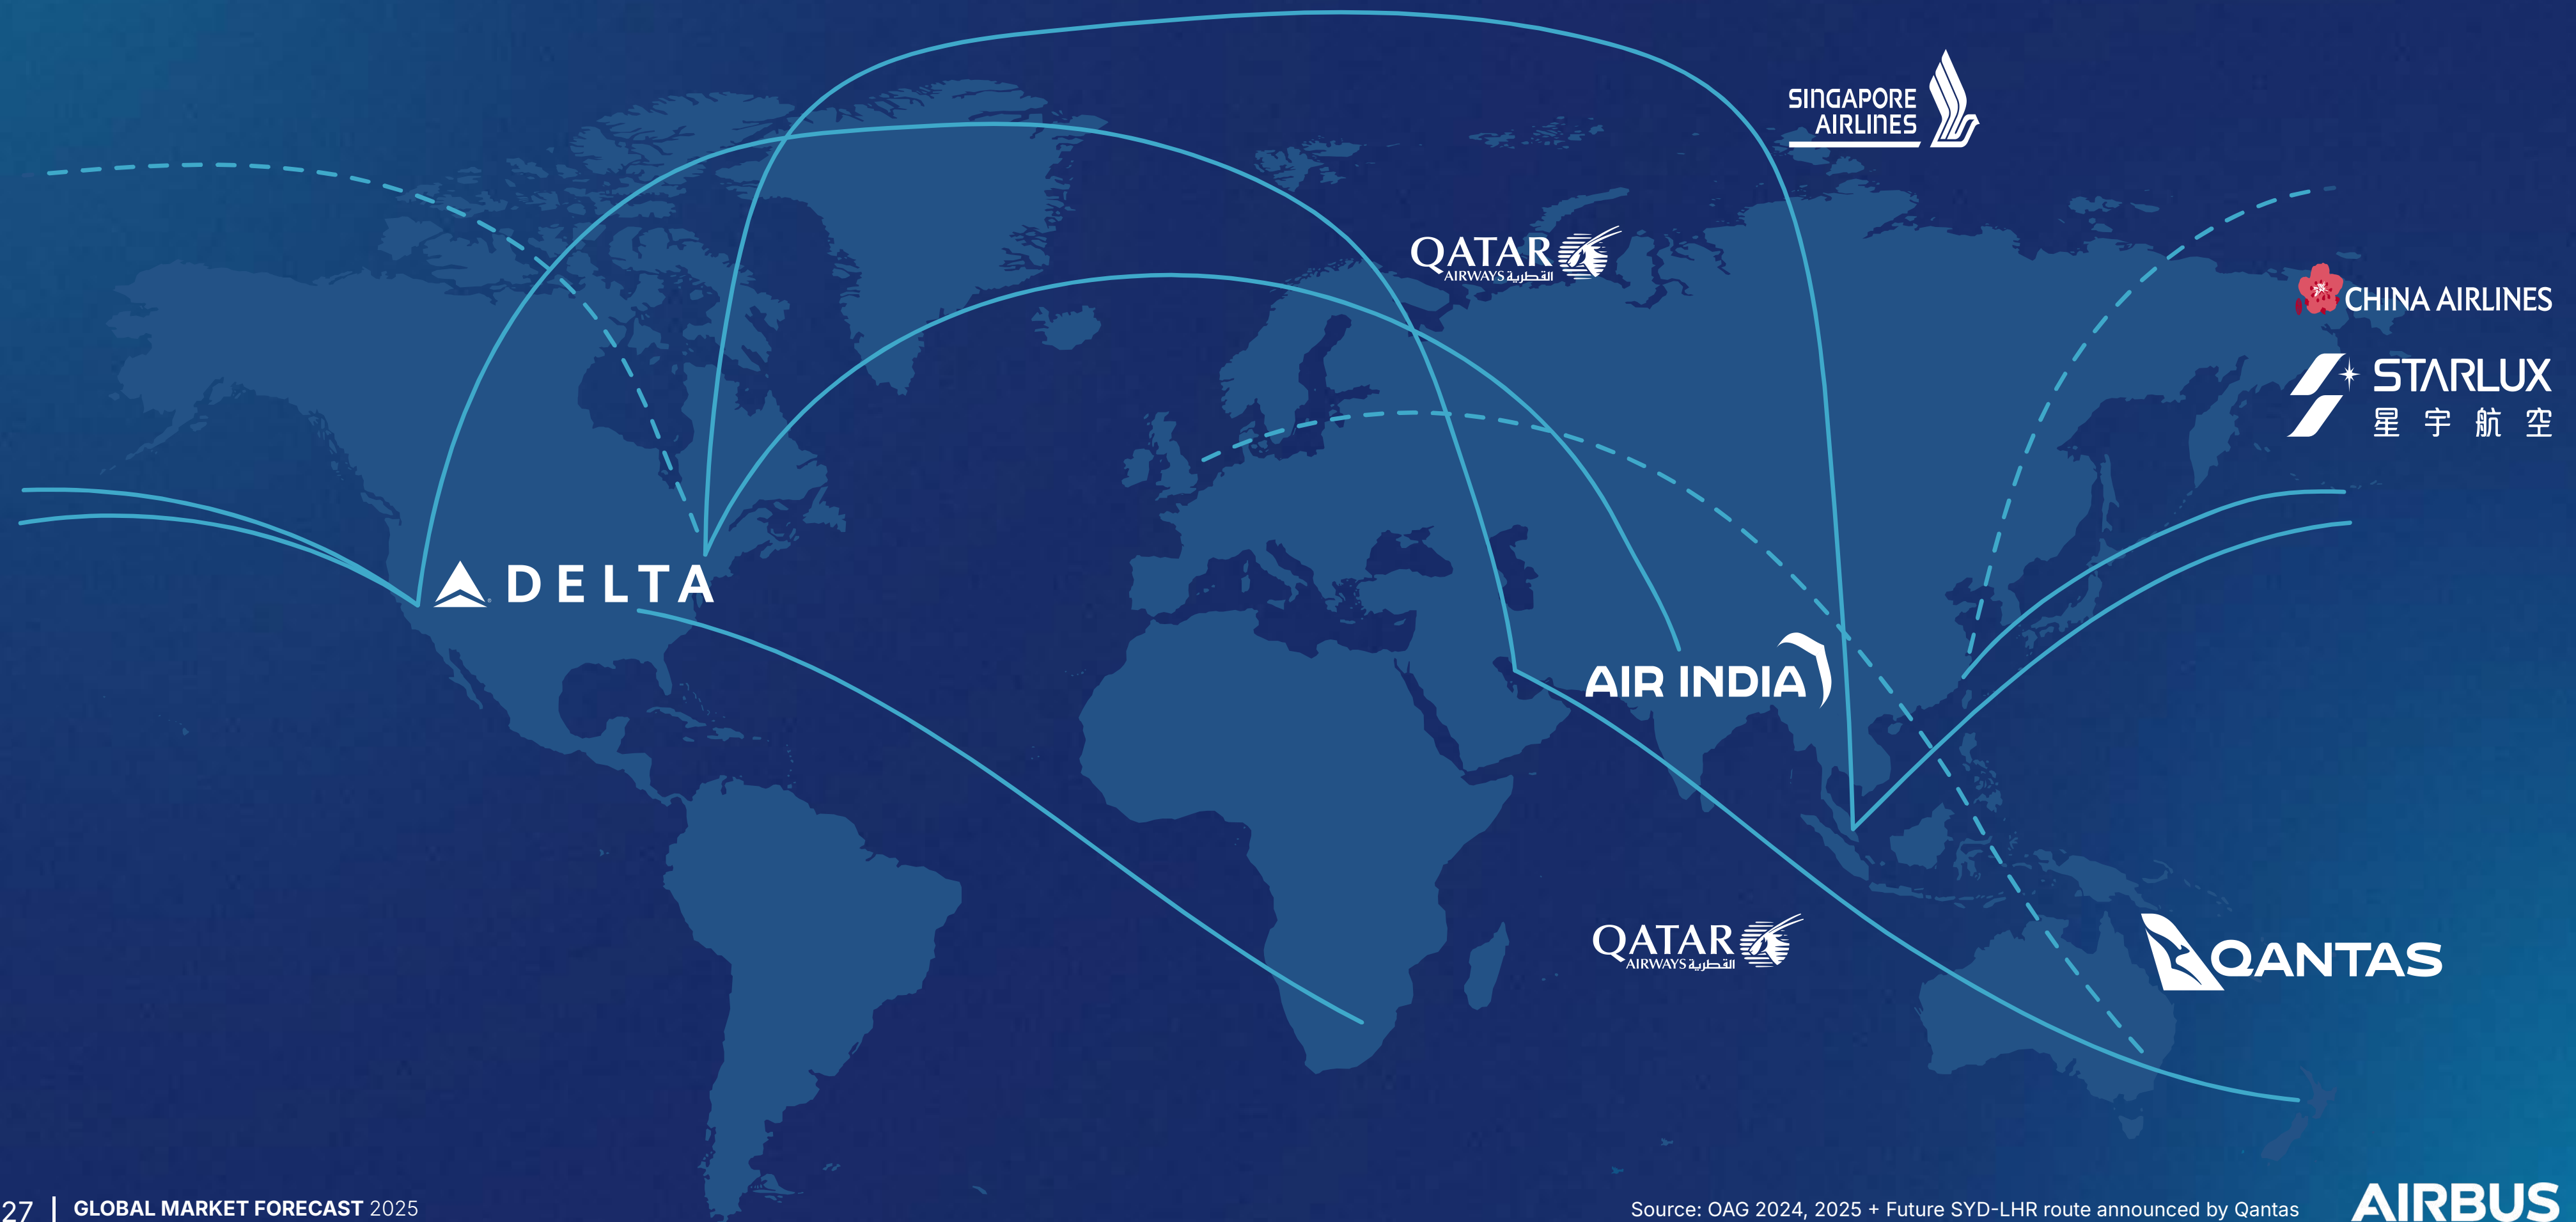 SINGAPORE
AIRLINES
QATAR
AIRWAYS القطرية
CHINA AIRLINES
STARLUX
星宇航空
DELTA
AIR INDIA
QATAR
AIRWAYS القطرية
QANTAS
27 | GLOBAL MARKET FORECAST 2025
Source: OAG 2024, 2025 + Future SYD-LHR route announced by Qantas
AIRBUS